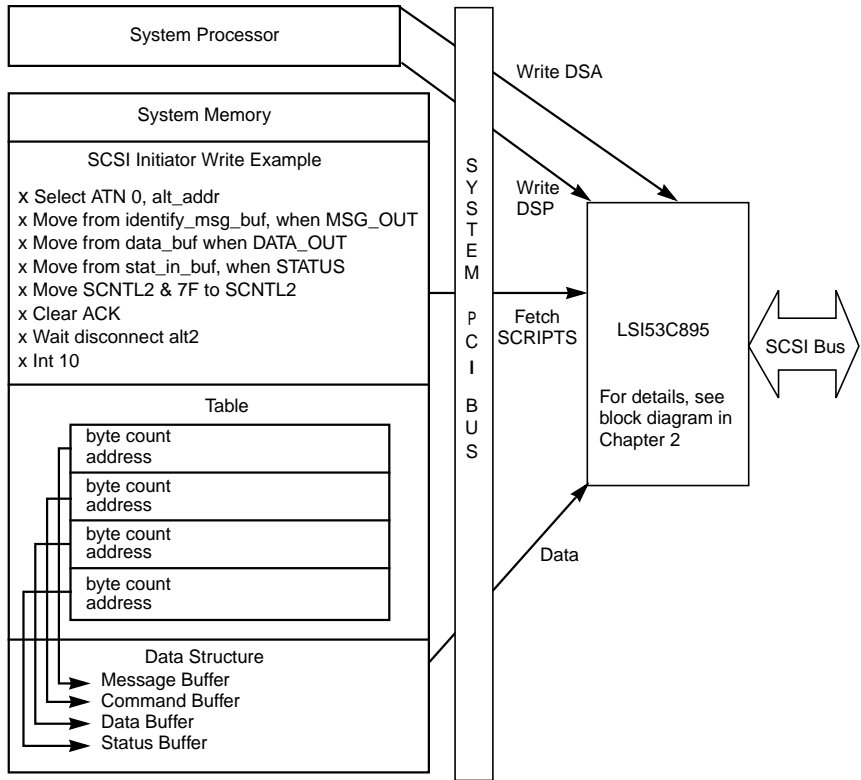 System Processor
System Memory
SCSI Initiator Write Example
x Select ATN 0, alt_addr
x Move from identify_msg_buf, when MSG_OUT
x Move from data_buf when DATA_OUT
x Move from stat_in_buf, when STATUS
x Move SCNTL2 & 7F to SCNTL2
x Clear ACK
x Wait disconnect alt2
x Int 10
Table
byte count
address
byte count
address
byte count
address
byte count
address
Data Structure
Message Buffer
Command Buffer
Data Buffer
Status Buffer
SYSTEM PCI BUS
Write DSA
Write
DSP
Fetch
SCRIPTS
Data
LSI53C895
For details, see
block diagram in
Chapter 2
SCSI Bus